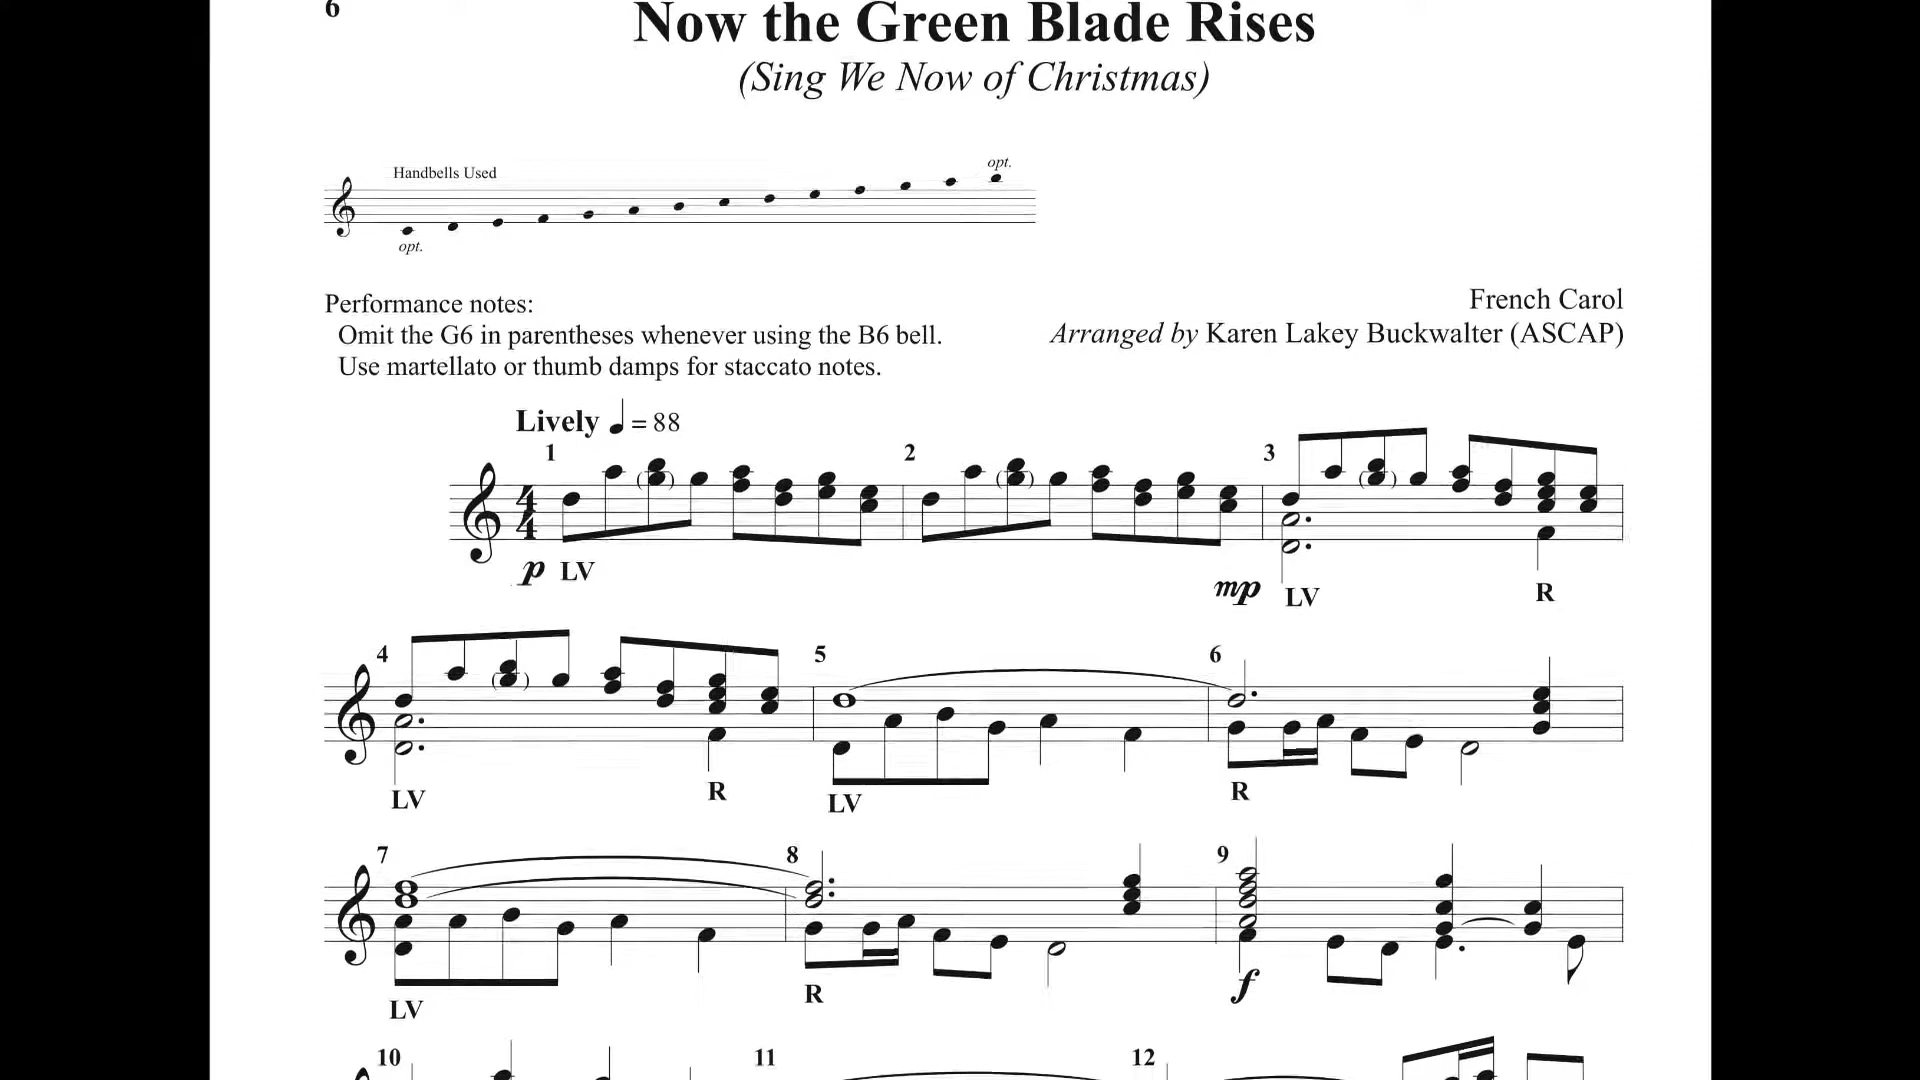 6
Now the Green Blade Rises
(Sing We Now of Christmas)
Handbells Used
opt.
opt.
Performance notes:
Omit the G6 in parentheses whenever using the B6 bell.
Use martellato or thumb damps for staccato notes.
French Carol
Arranged by Karen Lakey Buckwalter (ASCAP)
Lively ♩ = 88
1 2 3
4 4
p LV mp LV R
4 5 6
LV R LV R
7 8 9
LV R f
10 11 12